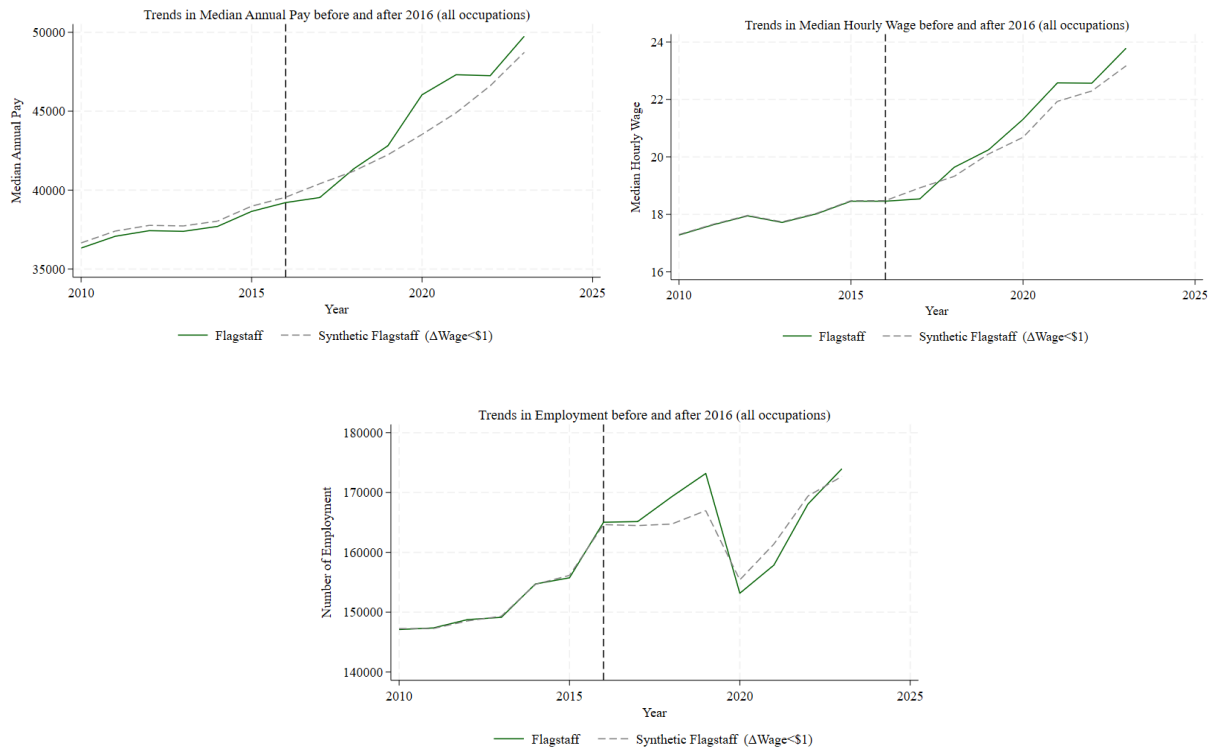 Trends in Median Annual Pay before and after 2016 (all occupations)
50000
45000
40000
35000
Median Annual Pay
2010 2015 2020 2025
Year
Flagstaff Synthetic Flagstaff (ΔWage<$1)
Trends in Median Hourly Wage before and after 2016 (all occupations)
24
22
20
18
16
Median Hourly Wage
2010 2015 2020 2025
Year
Flagstaff Synthetic Flagstaff (ΔWage<$1)
Trends in Employment before and after 2016 (all occupations)
180000
170000
160000
150000
140000
Number of Employment
2010 2015 2020 2025
Year
Flagstaff Synthetic Flagstaff (ΔWage<$1)